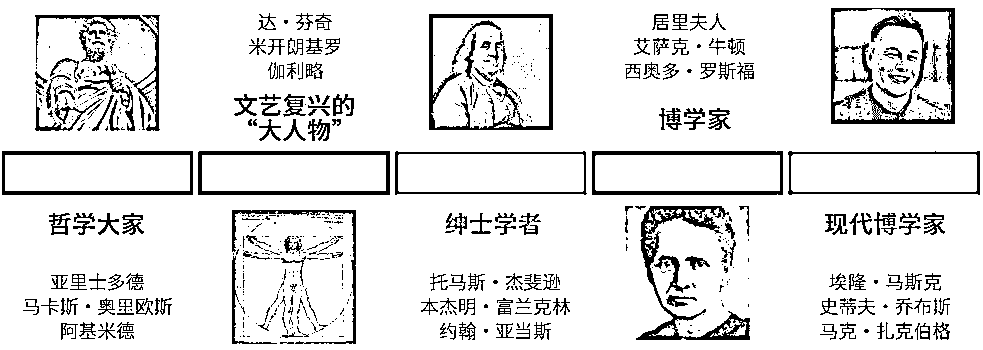 达·芬奇
米开朗基罗
伽利略
文艺复兴的
“大人物”
居里夫人
艾萨克·牛顿
西奥多·罗斯福
博学家
哲学大家
亚里士多德
马卡斯·奥里欧斯
阿基米德
绅士学者
托马斯·杰斐逊
本杰明·富兰克林
约翰·亚当斯
现代博学家
埃隆·马斯克
史蒂夫·乔布斯
马克·扎克伯格